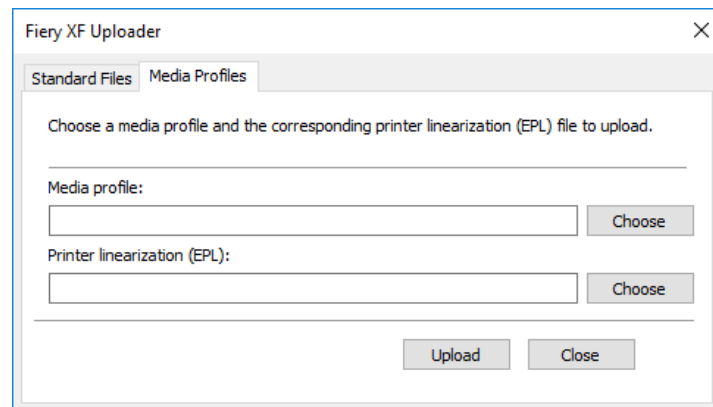 Fiery XF Uploader
Standard Files Media Profiles
Choose a media profile and the corresponding printer linearization (EPL) file to upload.
Media profile:
Choose
Printer linearization (EPL):
Choose
Upload Close